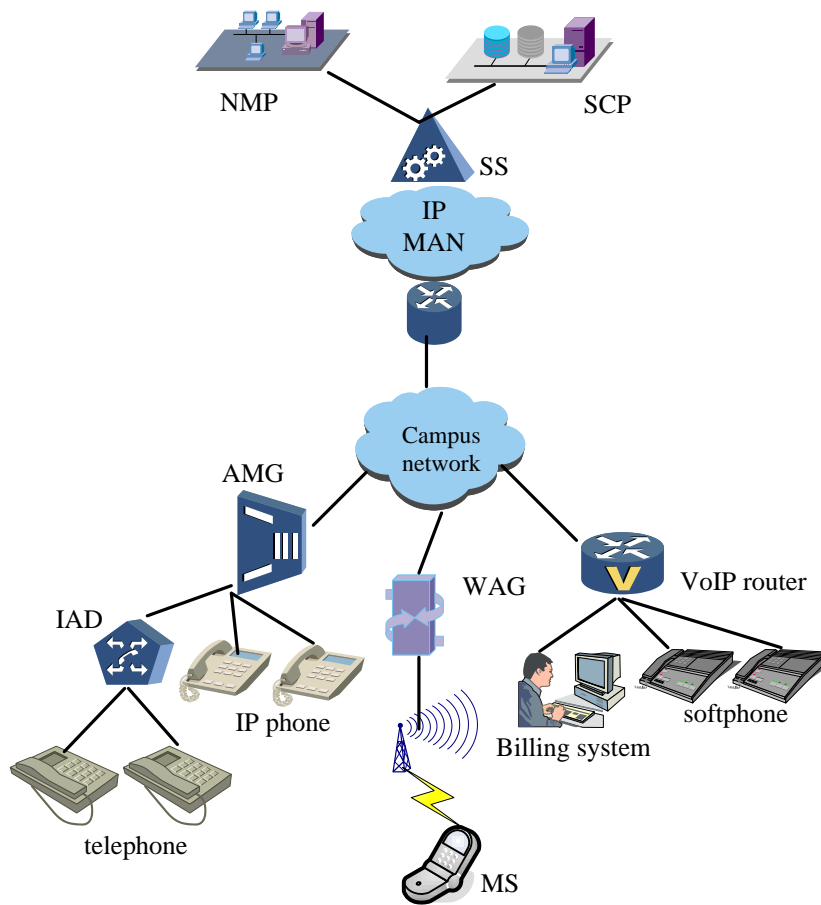 NMP
SCP
SS
IP
MAN
Campus
network
AMG
WAG
VoIP router
IAD
IP phone
softphone
Billing system
telephone
MS